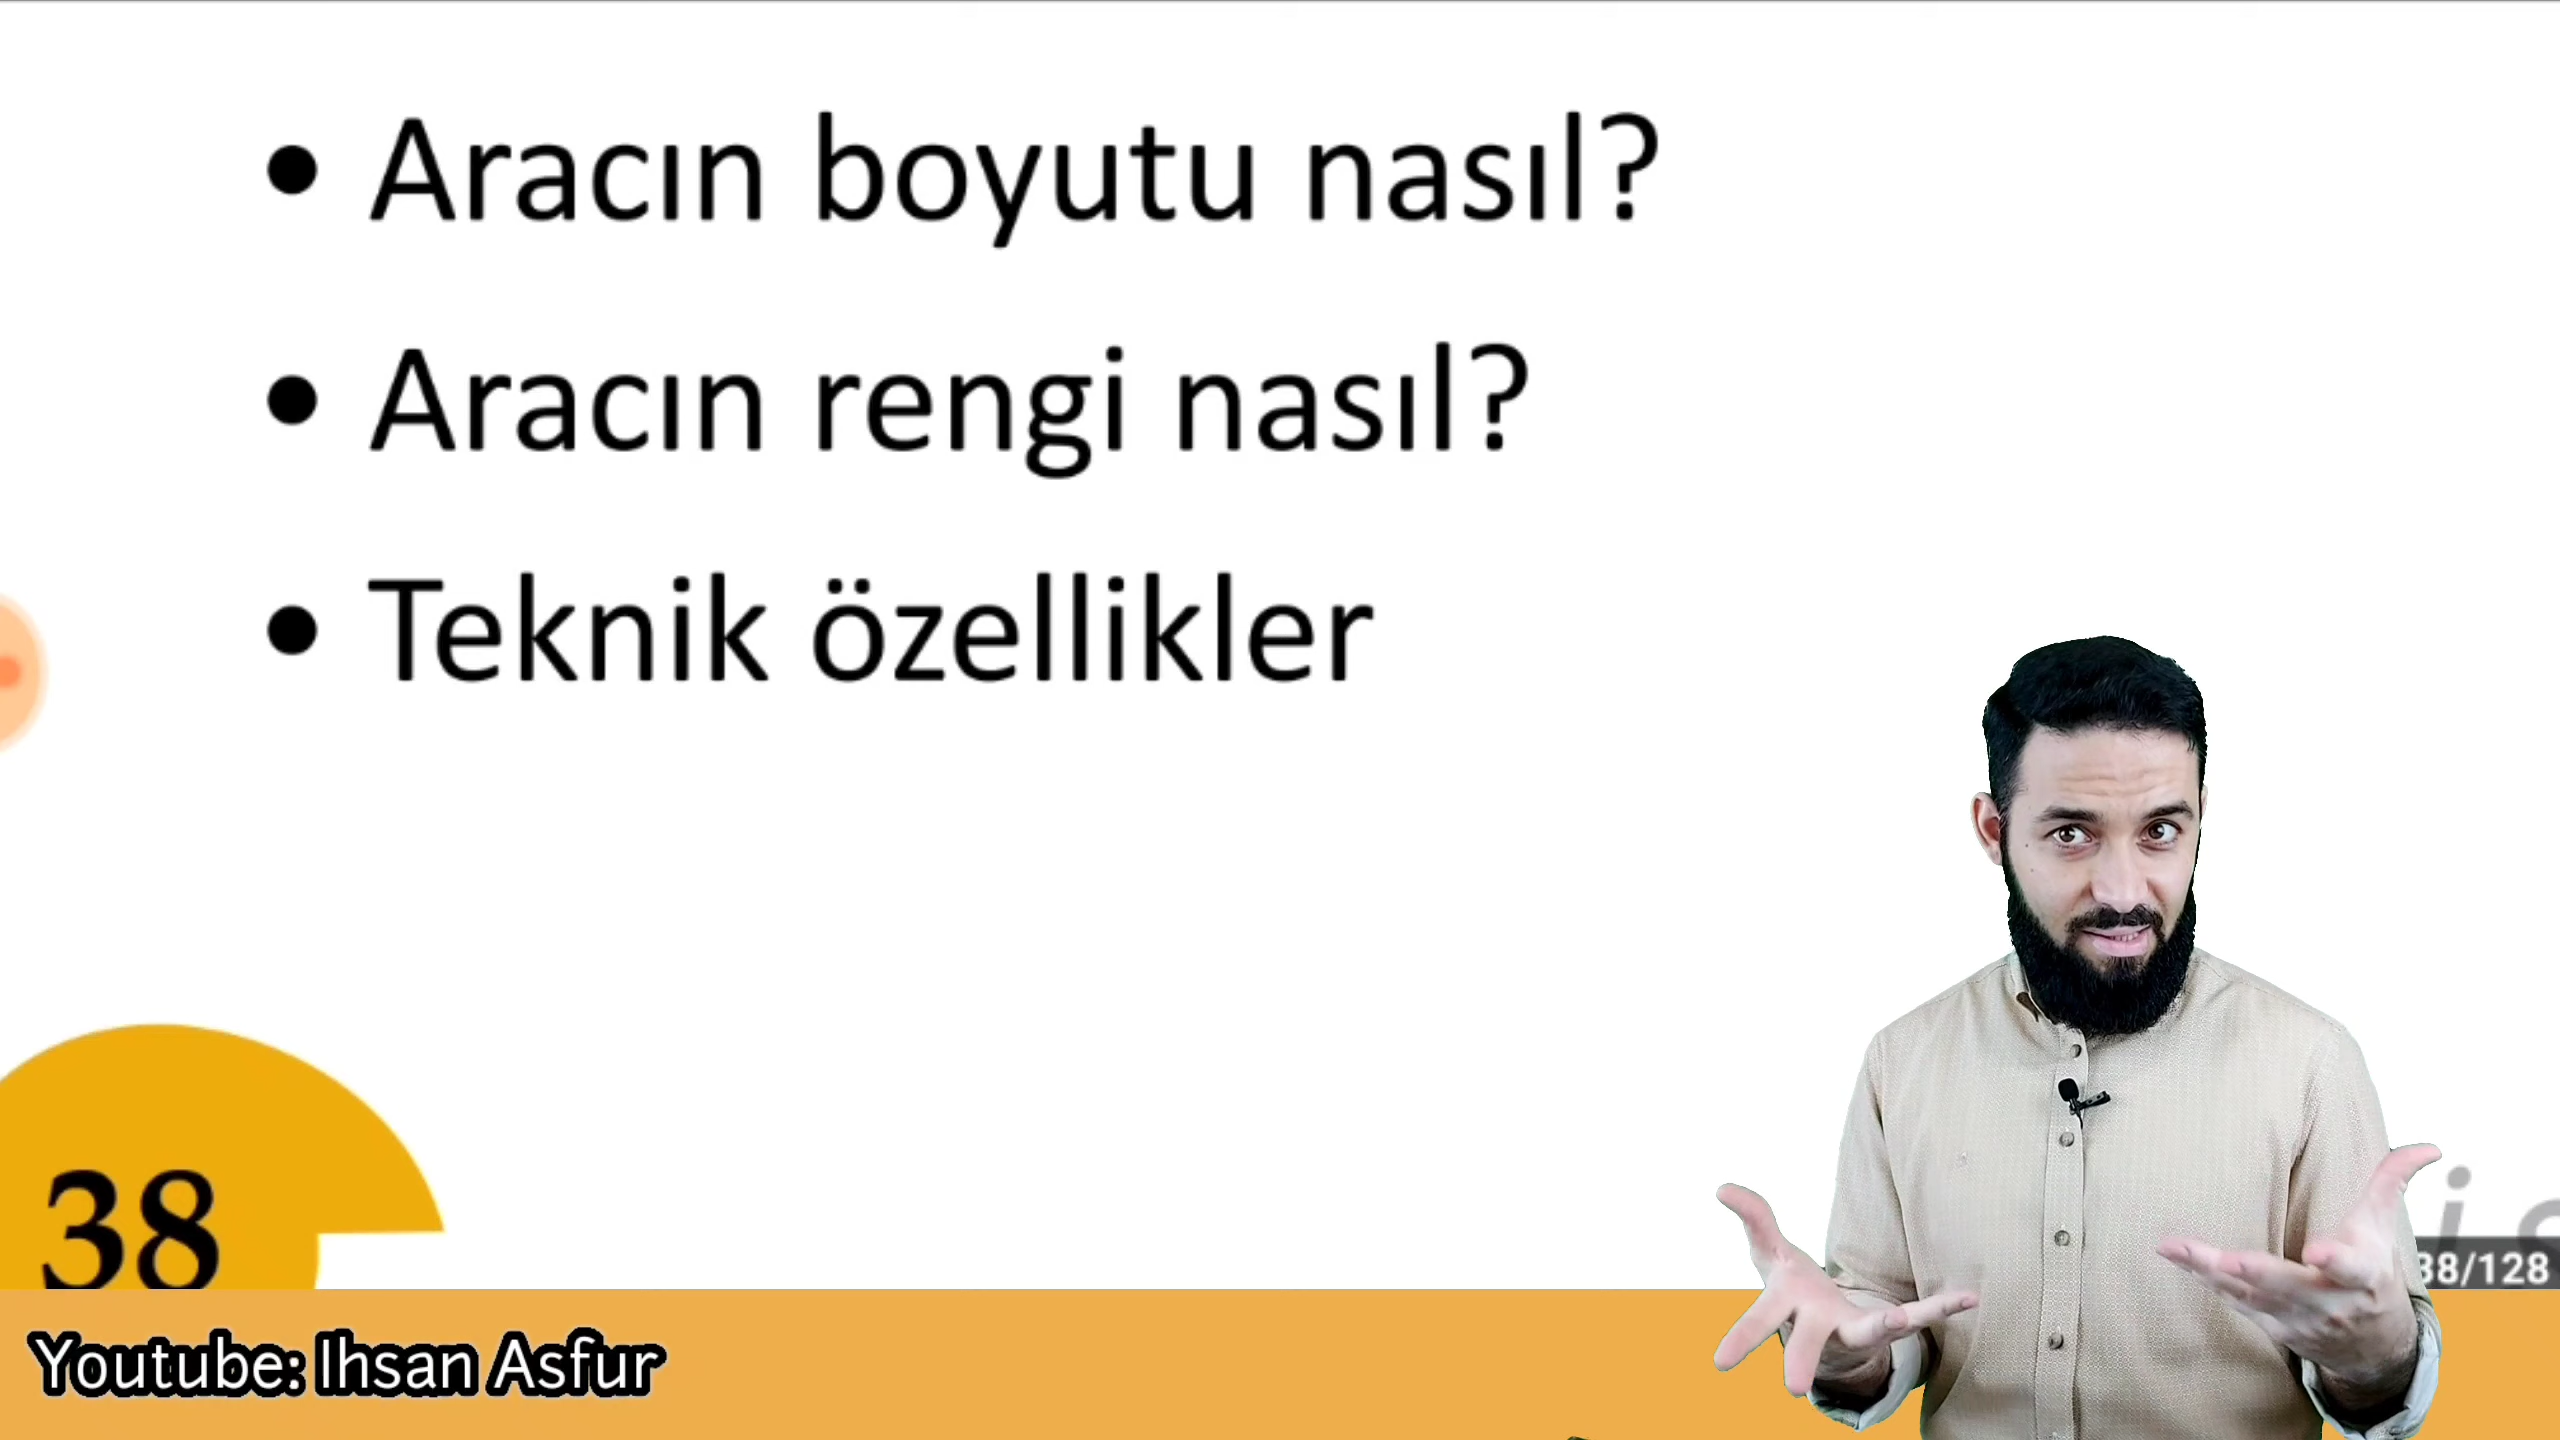 • Aracın boyutu nasıl?
• Aracın rengi nasıl?
• Teknik özellikler
38
38/128
Youtube: Ihsan Asfur